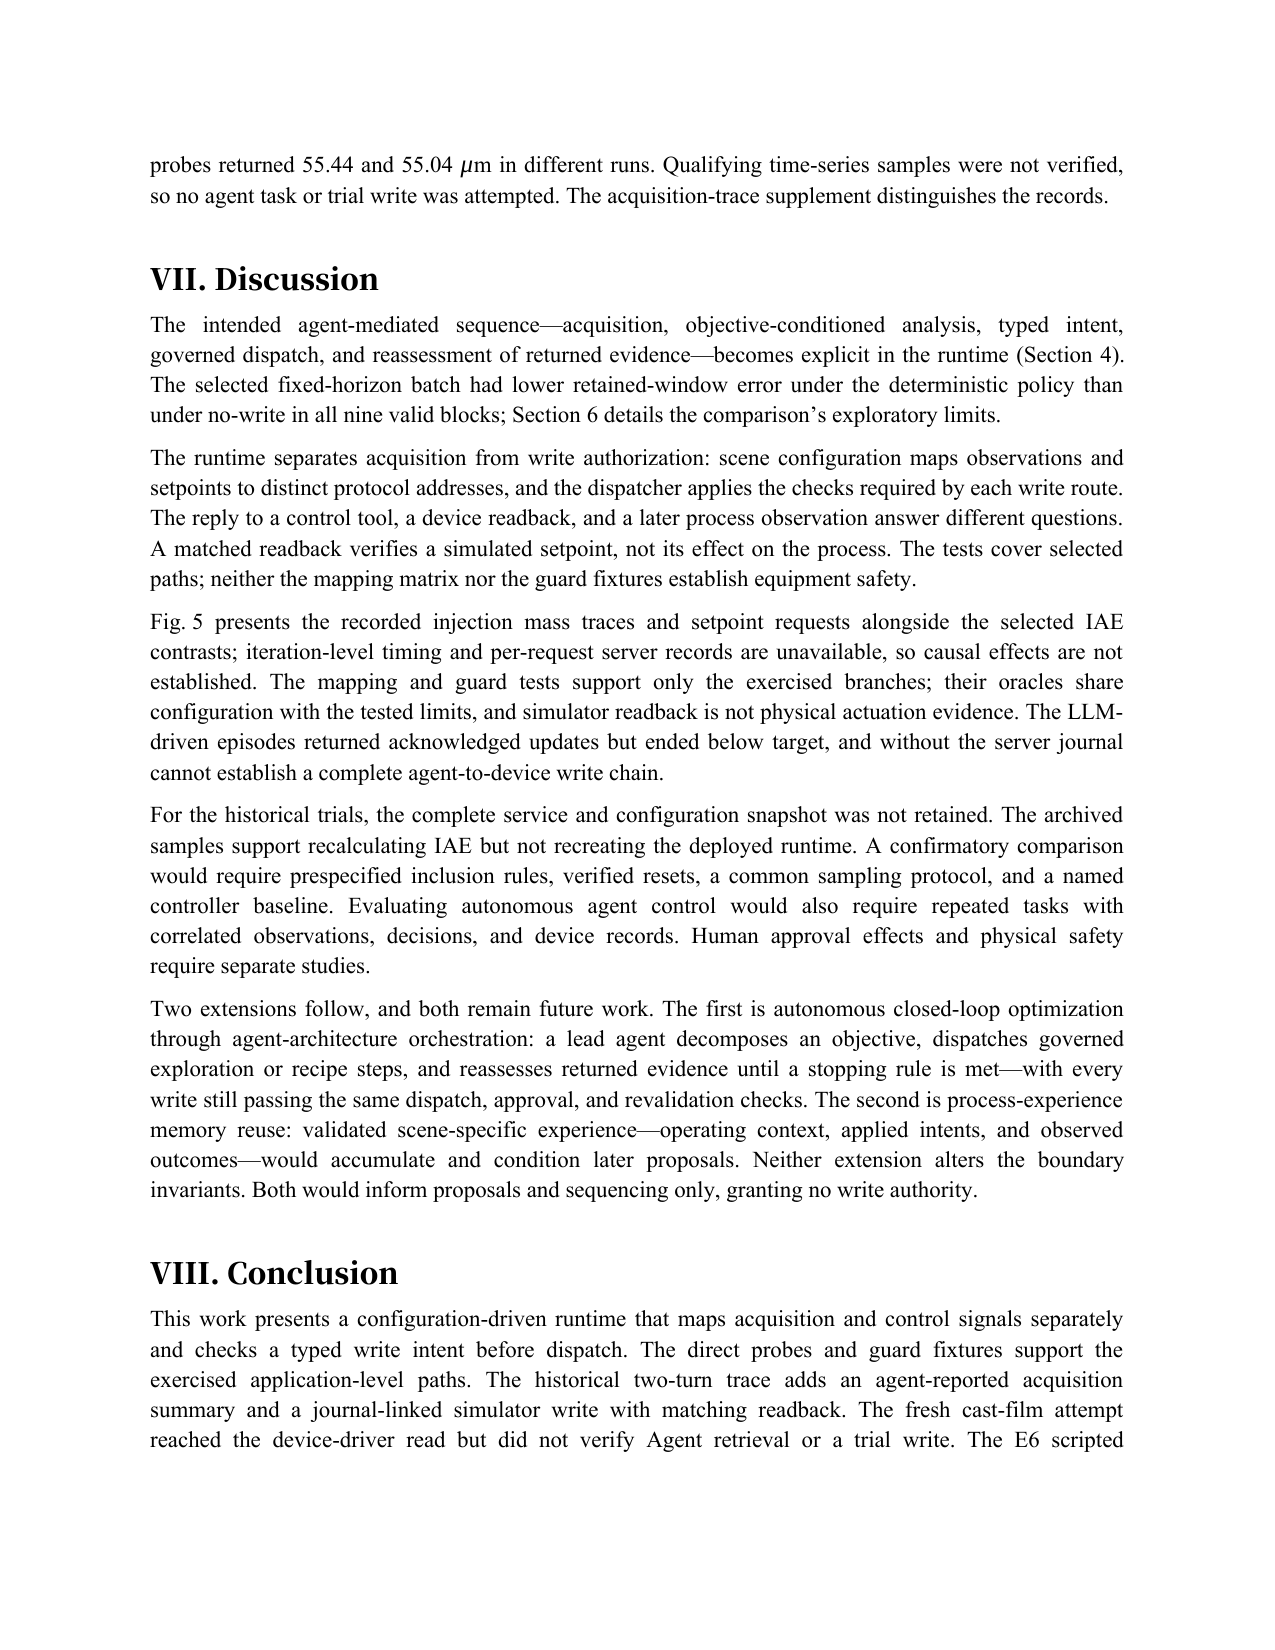 probes returned 55.44 and 55.04 μm in different runs. Qualifying time-series samples were not verified,
so no agent task or trial write was attempted. The acquisition-trace supplement distinguishes the records.
VII. Discussion
The intended agent-mediated sequence—acquisition, objective-conditioned analysis, typed intent,
governed dispatch, and reassessment of returned evidence—becomes explicit in the runtime (Section 4).
The selected fixed-horizon batch had lower retained-window error under the deterministic policy than
under no-write in all nine valid blocks; Section 6 details the comparison’s exploratory limits.
The runtime separates acquisition from write authorization: scene configuration maps observations and
setpoints to distinct protocol addresses, and the dispatcher applies the checks required by each write route.
The reply to a control tool, a device readback, and a later process observation answer different questions.
A matched readback verifies a simulated setpoint, not its effect on the process. The tests cover selected
paths; neither the mapping matrix nor the guard fixtures establish equipment safety.
Fig. 5 presents the recorded injection mass traces and setpoint requests alongside the selected IAE
contrasts; iteration-level timing and per-request server records are unavailable, so causal effects are not
established. The mapping and guard tests support only the exercised branches; their oracles share
configuration with the tested limits, and simulator readback is not physical actuation evidence. The LLM-
driven episodes returned acknowledged updates but ended below target, and without the server journal
cannot establish a complete agent-to-device write chain.
For the historical trials, the complete service and configuration snapshot was not retained. The archived
samples support recalculating IAE but not recreating the deployed runtime. A confirmatory comparison
would require prespecified inclusion rules, verified resets, a common sampling protocol, and a named
controller baseline. Evaluating autonomous agent control would also require repeated tasks with
correlated observations, decisions, and device records. Human approval effects and physical safety
require separate studies.
Two extensions follow, and both remain future work. The first is autonomous closed-loop optimization
through agent-architecture orchestration: a lead agent decomposes an objective, dispatches governed
exploration or recipe steps, and reassesses returned evidence until a stopping rule is met—with every
write still passing the same dispatch, approval, and revalidation checks. The second is process-experience
memory reuse: validated scene-specific experience—operating context, applied intents, and observed
outcomes—would accumulate and condition later proposals. Neither extension alters the boundary
invariants. Both would inform proposals and sequencing only, granting no write authority.
VIII. Conclusion
This work presents a configuration-driven runtime that maps acquisition and control signals separately
and checks a typed write intent before dispatch. The direct probes and guard fixtures support the
exercised application-level paths. The historical two-turn trace adds an agent-reported acquisition
summary and a journal-linked simulator write with matching readback. The fresh cast-film attempt
reached the device-driver read but did not verify Agent retrieval or a trial write. The E6 scripted